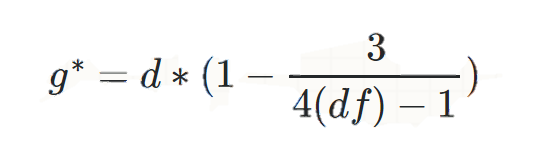 g* = d * (1 − 3 / (4(df) − 1))